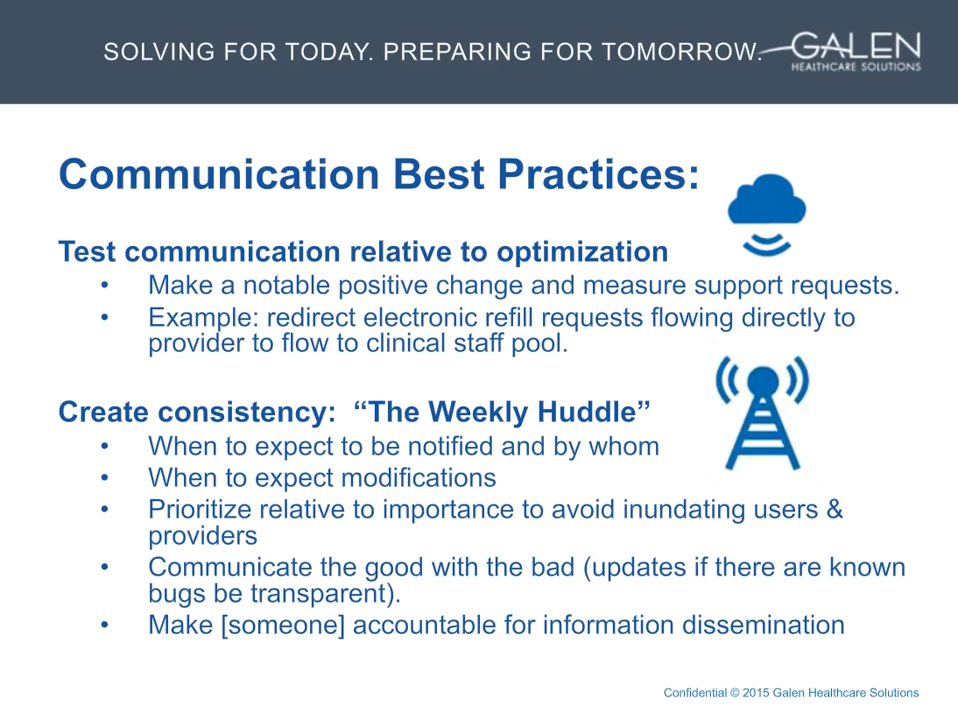 SOLVING FOR TODAY. PREPARING FOR TOMORROW.
GALEN
HEALTHCARE SOLUTIONS
Communication Best Practices:
Test communication relative to optimization
• Make a notable positive change and measure support requests.
• Example: redirect electronic refill requests flowing directly to
provider to flow to clinical staff pool.
Create consistency: “The Weekly Huddle”
• When to expect to be notified and by whom
• When to expect modifications
• Prioritize relative to importance to avoid inundating users &
providers
• Communicate the good with the bad (updates if there are known
bugs be transparent).
• Make [someone] accountable for information dissemination
Confidential © 2015 Galen Healthcare Solutions